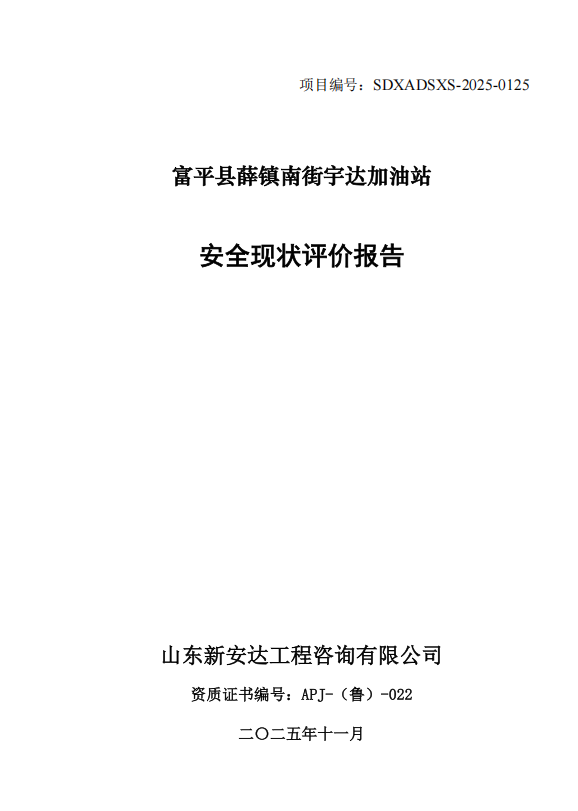 项目编号：SDXADSXS-2025-0125
富平县薛镇南街宇达加油站
安全现状评价报告
山东新安达工程咨询有限公司
资质证书编号：APJ-（鲁）-022
二〇二五年十一月